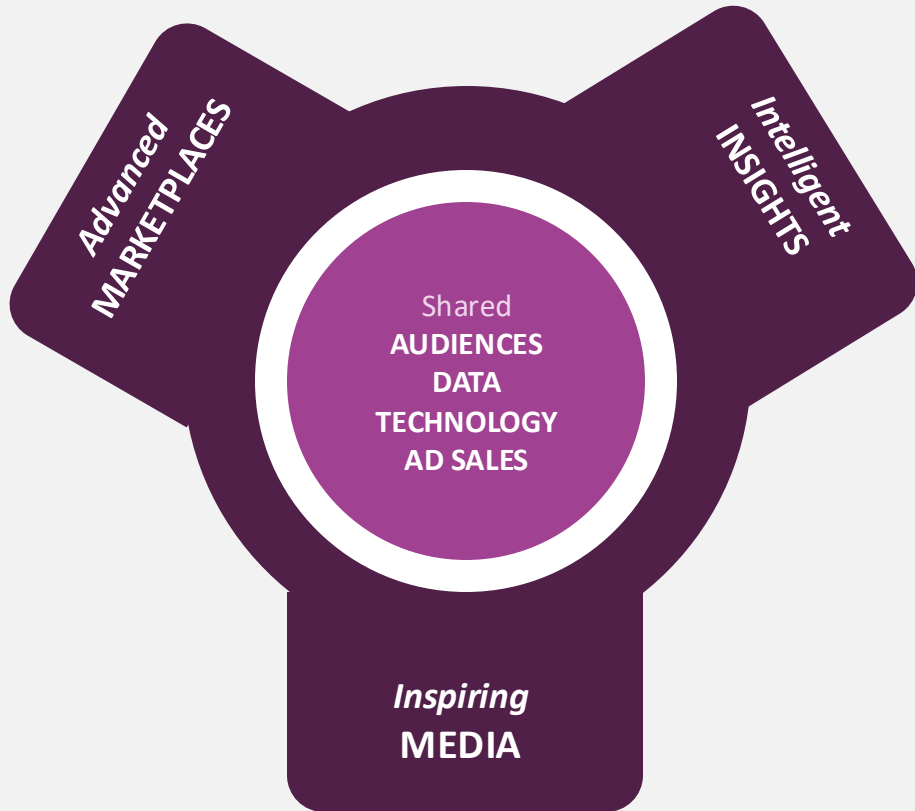 Advanced
MARKETPLACES
Intelligent
INSIGHTS
Shared
AUDIENCES
DATA
TECHNOLOGY
AD SALES
Inspiring
MEDIA